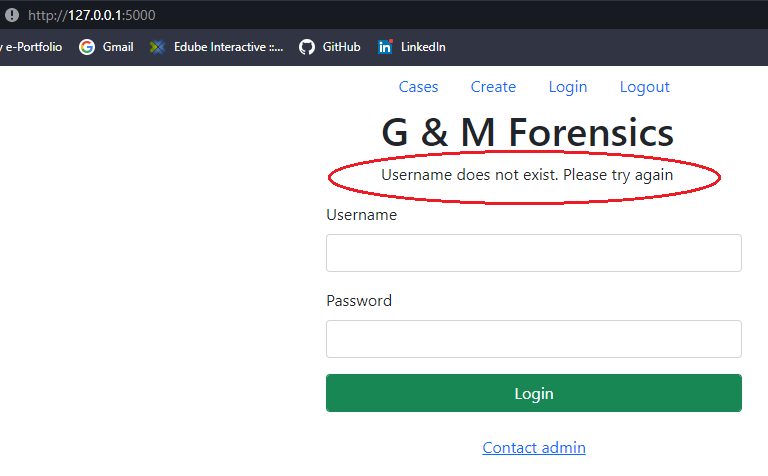 http://127.0.0.1:5000
y e-Portfolio Gmail Edube Interactive ::... GitHub LinkedIn
Cases Create Login Logout
G & M Forensics
Username does not exist. Please try again
Username
Password
Login
Contact admin